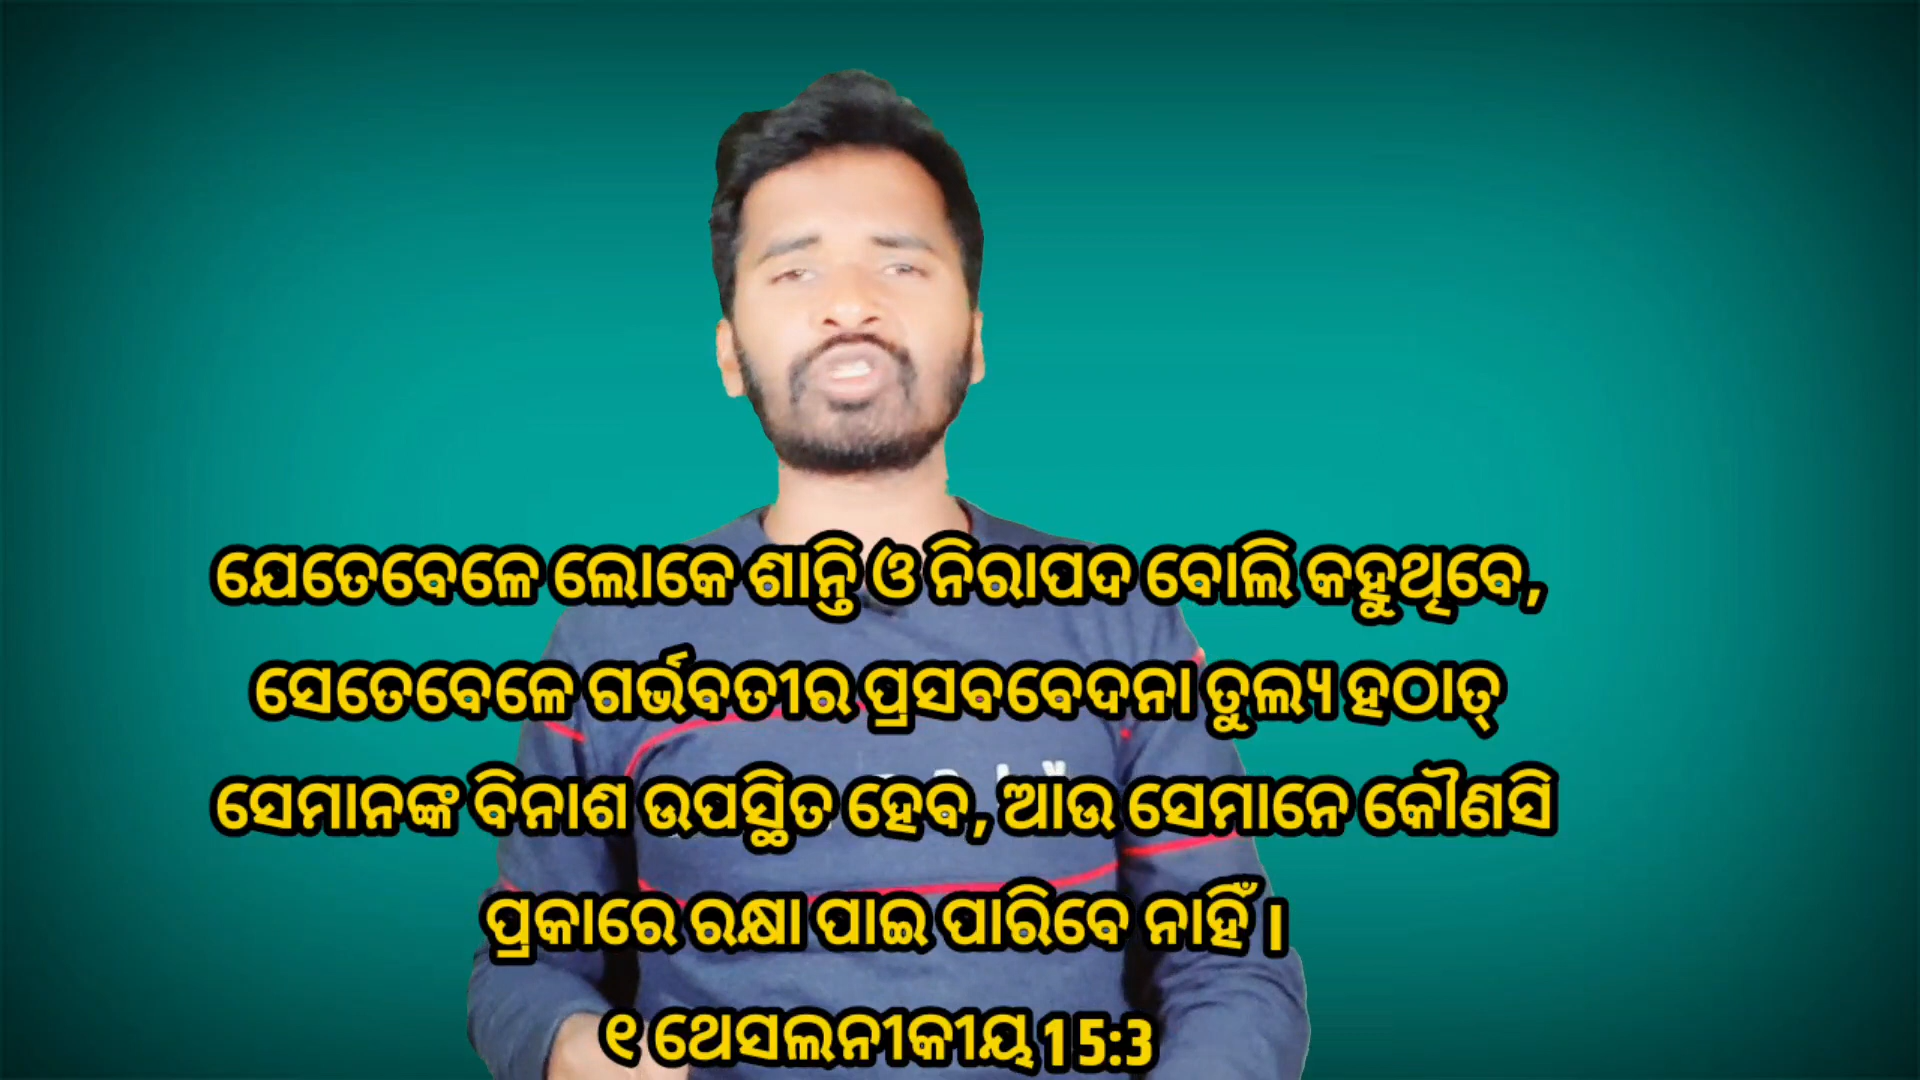 ଯେତେବେଳେ ଲୋକେ ଶାନ୍ତି ଓ ନିରାପଦ ବୋଲି କହୁଥିବେ,
ସେତେବେଳେ ଗର୍ଭବତୀର ପ୍ରସବବେଦନା ତୁଲ୍ୟ ହଠାତ୍
ସେମାନଙ୍କ ବିନାଶ ଉପସ୍ଥିତ ହେବ, ଆଉ ସେମାନେ କୌଣସି
ପ୍ରକାରେ ରକ୍ଷା ପାଇ ପାରିବେ ନାହିଁ ।
୧ ଥେସଲନୀକୀୟ 15:3